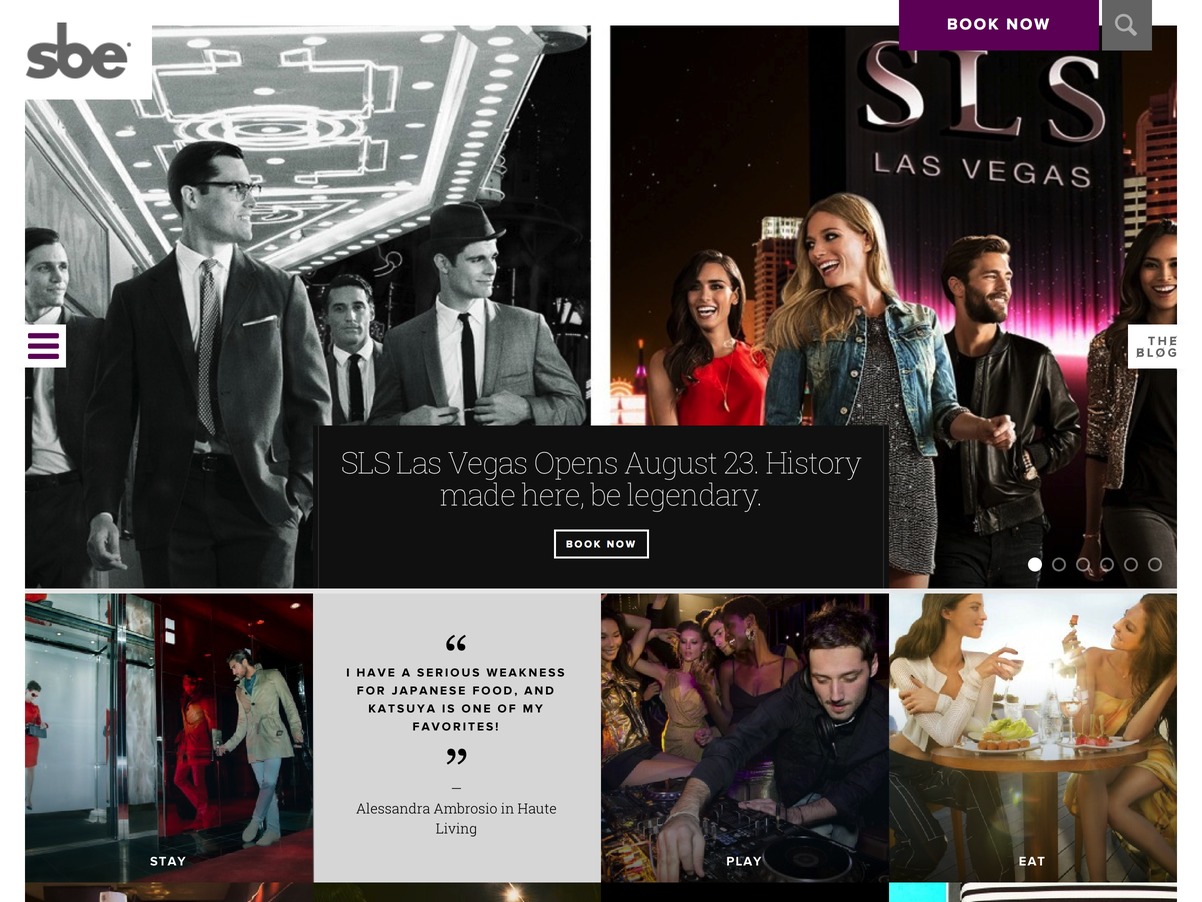 sbe
BOOK NOW
SLS
LAS VEGAS
THE
BLØG
SLS Las Vegas Opens August 23. History
made here, be legendary.
BOOK NOW
“
I HAVE A SERIOUS WEAKNESS
FOR JAPANESE FOOD, AND
KATSUYA IS ONE OF MY
FAVORITES!
”
—
Alessandra Ambrosio in Haute
Living
STAY
PLAY
EAT